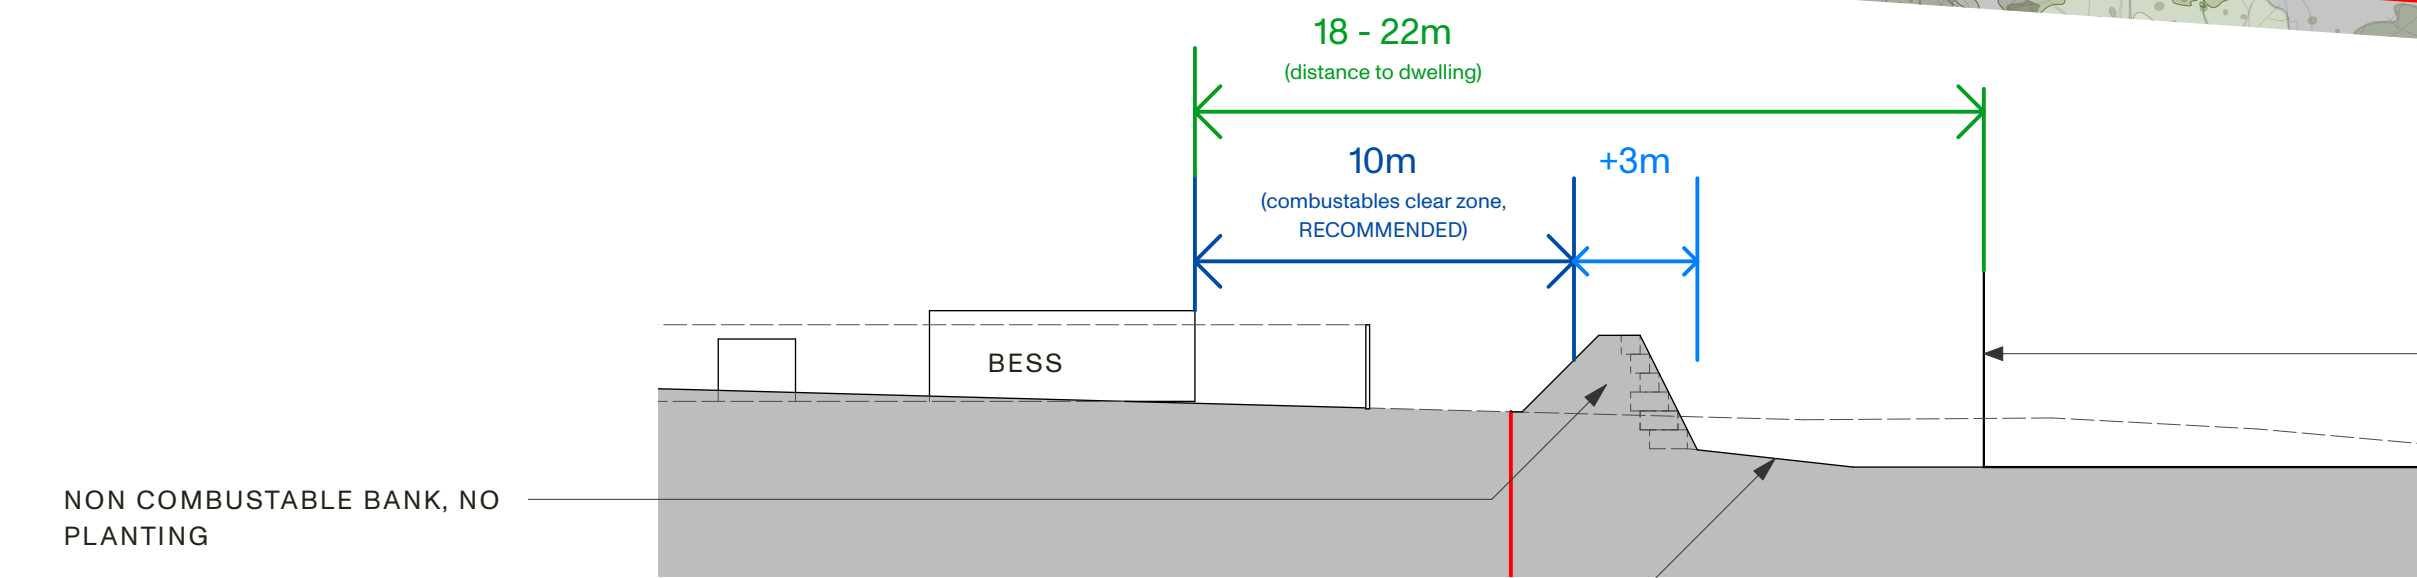 18 - 22m
(distance to dwelling)
10m
+3m
(combustables clear zone,
RECOMMENDED)
BESS
NON COMBUSTABLE BANK, NO
PLANTING